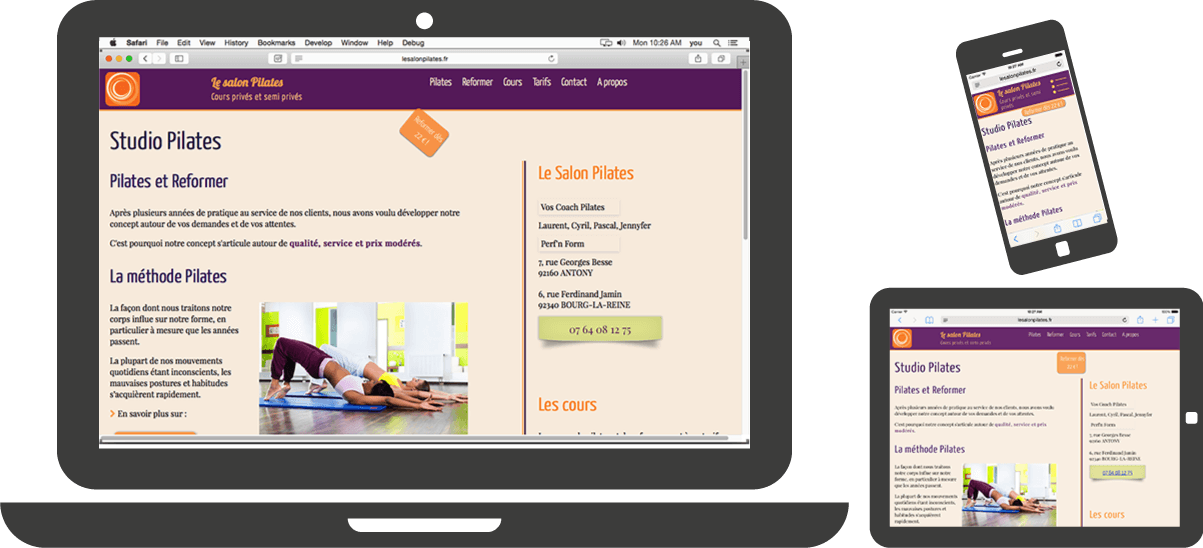 Safari File Edit View History Bookmarks Develop Window Help Debug
Mon 10:26 AM you
lesalonpilates.fr
Le salon Pilates
Cours privés et semi privés
Pilates Reformer Cours Tarifs Contact A propos
Reformer dès
22 € !
Studio Pilates
Pilates et Reformer
Après plusieurs années de pratique au service de nos clients, nous avons voulu développer notre
concept autour de vos demandes et de vos attentes.
C'est pourquoi notre concept s'articule autour de qualité, service et prix modérés.
La méthode Pilates
La façon dont nous traitons notre
corps influe sur notre forme, en
particulier à mesure que les années
passent.
La plupart de nos mouvements
quotidiens étant inconscients, les
mauvaises postures et habitudes
s'acquièrent rapidement.
En savoir plus sur :
Le Salon Pilates
Vos Coach Pilates
Laurent, Cyril, Pascal, Jennyfer
Perf'n Form
7, rue Georges Besse
92160 ANTONY
6, rue Ferdinand Jamin
92340 BOURG-LA-REINE
07 64 08 12 75
Les cours
Carrier
10:27 AM
lesalonpilates.fr
Le salon Pilates
Cours privés et semi
privés
Reformer dès 22 € !
Studio Pilates
Pilates et Reformer
Après plusieurs années de pratique au
service de nos clients, nous avons voulu
développer notre concept autour de vos
demandes et de vos attentes.
C'est pourquoi notre concept s'articule
autour de qualité, service et prix
modérés.
La méthode Pilates
Carrier
10:27 AM
100%
lesalonpilates.fr
Le salon Pilates
Cours privés et semi privés
Pilates Reformer Cours Tarifs Contact A propos
Reformer dès
22 € !
Studio Pilates
Pilates et Reformer
Après plusieurs années de pratique au service de nos clients, nous avons voulu
développer notre concept autour de vos demandes et de vos attentes.
C'est pourquoi notre concept s'articule autour de qualité, service et prix
modérés.
La méthode Pilates
La façon dont nous traitons
notre corps influe sur notre
forme, en particulier à mesure
que les années passent.
La plupart de nos mouvements
quotidiens étant inconscients,
les mauvaises postures et
habitudes s'acquièrent
rapidement.
Le Salon Pilates
Vos Coach Pilates
Laurent, Cyril, Pascal, Jennyfer
Perf'n Form
7, rue Georges Besse
92160 ANTONY
6, rue Ferdinand Jamin
92340 BOURG-LA-REINE
07 64 08 12 75
Les cours